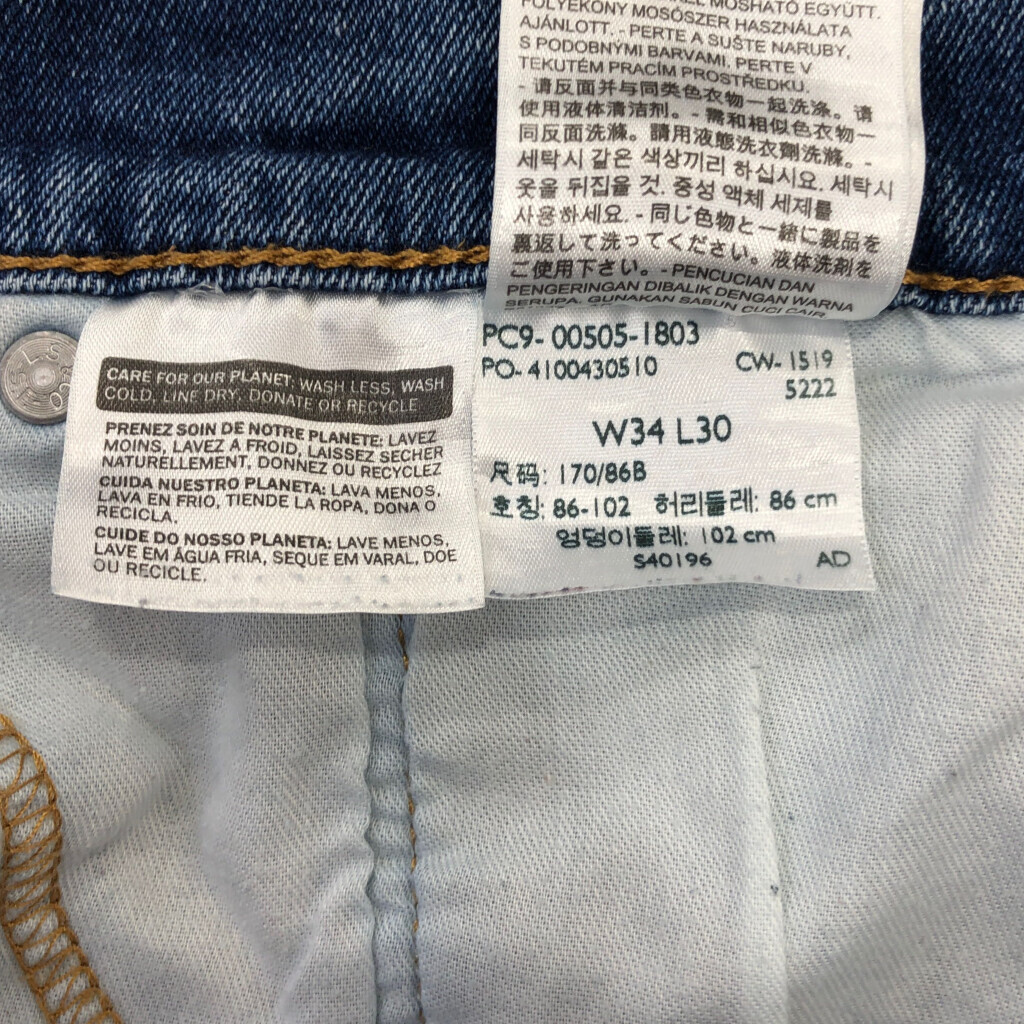 FOLYÉKONY MOSÓSZER HASZNÁLATA
AJÁNLOTT. - PERTE A SUŠTE NARUBY,
S PODOBNÝMI BARVAMI. PERTE V
TEKUTÉM PRACÍM PROSTŘEDKU.
- 请反面并与同类色衣物一起洗涤。请
使用液体清洁剂。- 需和相似色衣物一
同反面洗滌。請用液態洗衣劑洗滌。-
세탁시 같은 색상끼리 하십시요. 세탁시
옷을 뒤집을 것. 중성 액체 세제를
사용하세요. - 同じ色物と一緒に製品を
裏返して洗ってください。液体洗剤を
ご使用下さい。- PENCUCIAN DAN
PENGERINGAN DIBALIK DENGAN WARNA
SERUPA. GUNAKAN SABUN CUCI CAIR.
CARE FOR OUR PLANET: WASH LESS, WASH
COLD, LINE DRY, DONATE OR RECYCLE
PRENEZ SOIN DE NOTRE PLANETE: LAVEZ
MOINS, LAVEZ A FROID, LAISSEZ SECHER
NATURELLEMENT, DONNEZ OU RECYCLEZ
CUIDA NUESTRO PLANETA: LAVA MENOS,
LAVA EN FRIO, TIENDE LA ROPA, DONA O
RECICLA.
CUIDE DO NOSSO PLANETA: LAVE MENOS,
LAVE EM ÁGUA FRIA, SEQUE EM VARAL, DOE
OU RECICLE.
PC9- 00505-1803
PO- 4100430510 CW- 1519
5222
W34 L30
尺码: 170/86B
호칭: 86-102 허리둘레: 86 cm
엉덩이둘레: 102 cm
S40196 AD